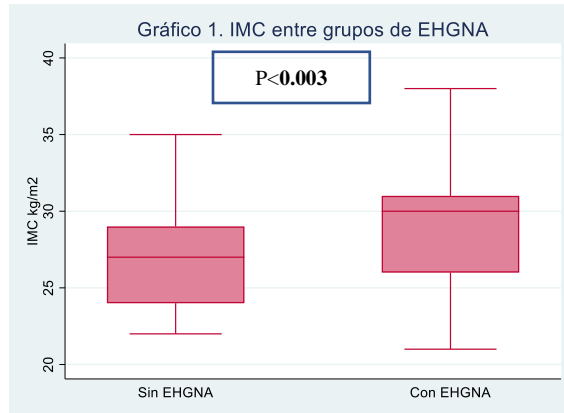 Gráfico 1. IMC entre grupos de EHGNA
P<0.003
IMC kg/m2
40
35
30
25
20
Sin EHGNA
Con EHGNA